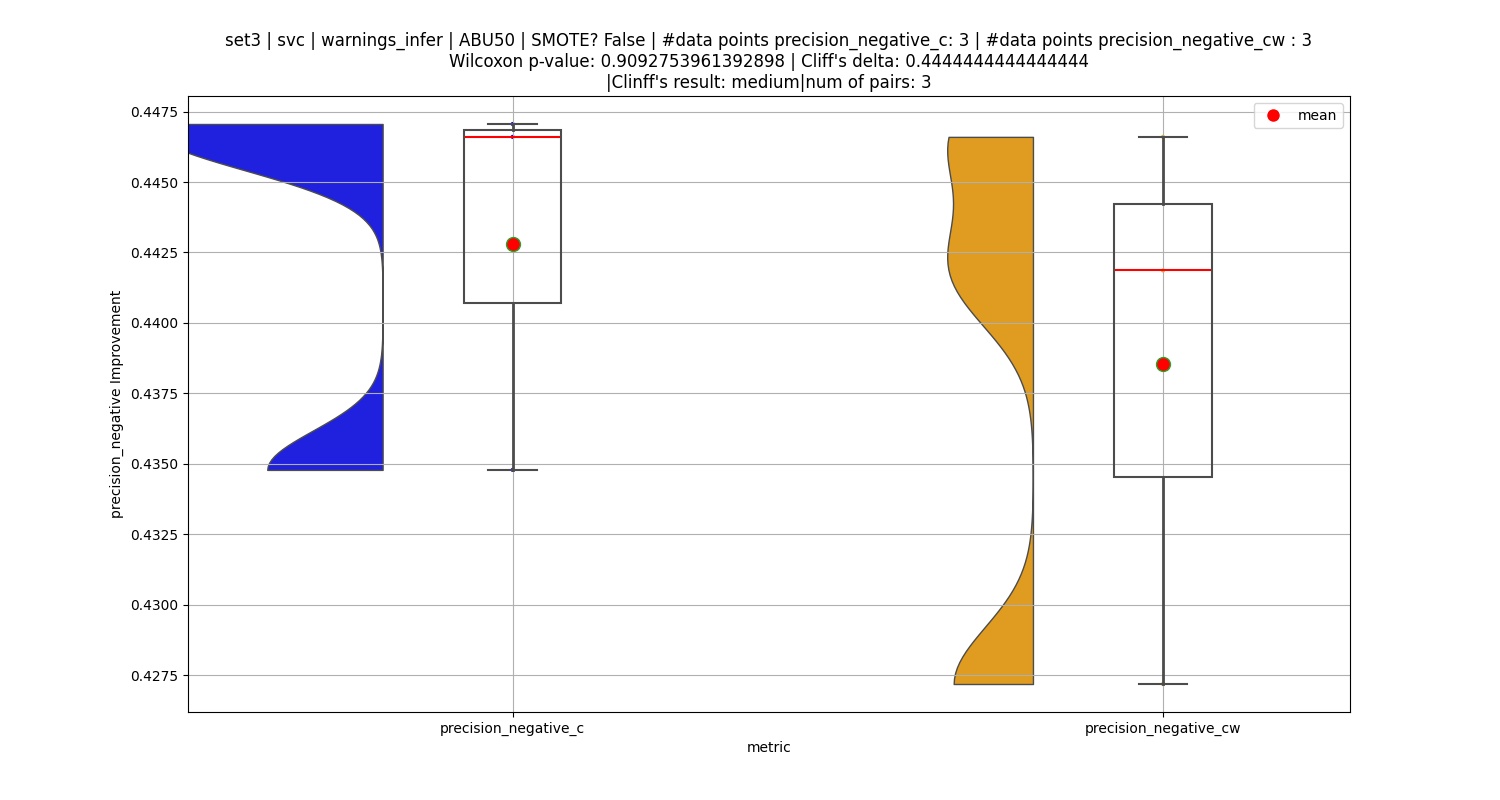 set3 | svc | warnings_infer | ABU50 | SMOTE? False | #data points precision_negative_c: 3 | #data points precision_negative_cw : 3
Wilcoxon p-value: 0.9092753961392898 | Cliff's delta: 0.4444444444444444
|Clinff's result: medium|num of pairs: 3
mean
0.4475
0.4450
0.4425
0.4400
0.4375
0.4350
0.4325
0.4300
0.4275
precision_negative Improvement
precision_negative_c
precision_negative_cw
metric